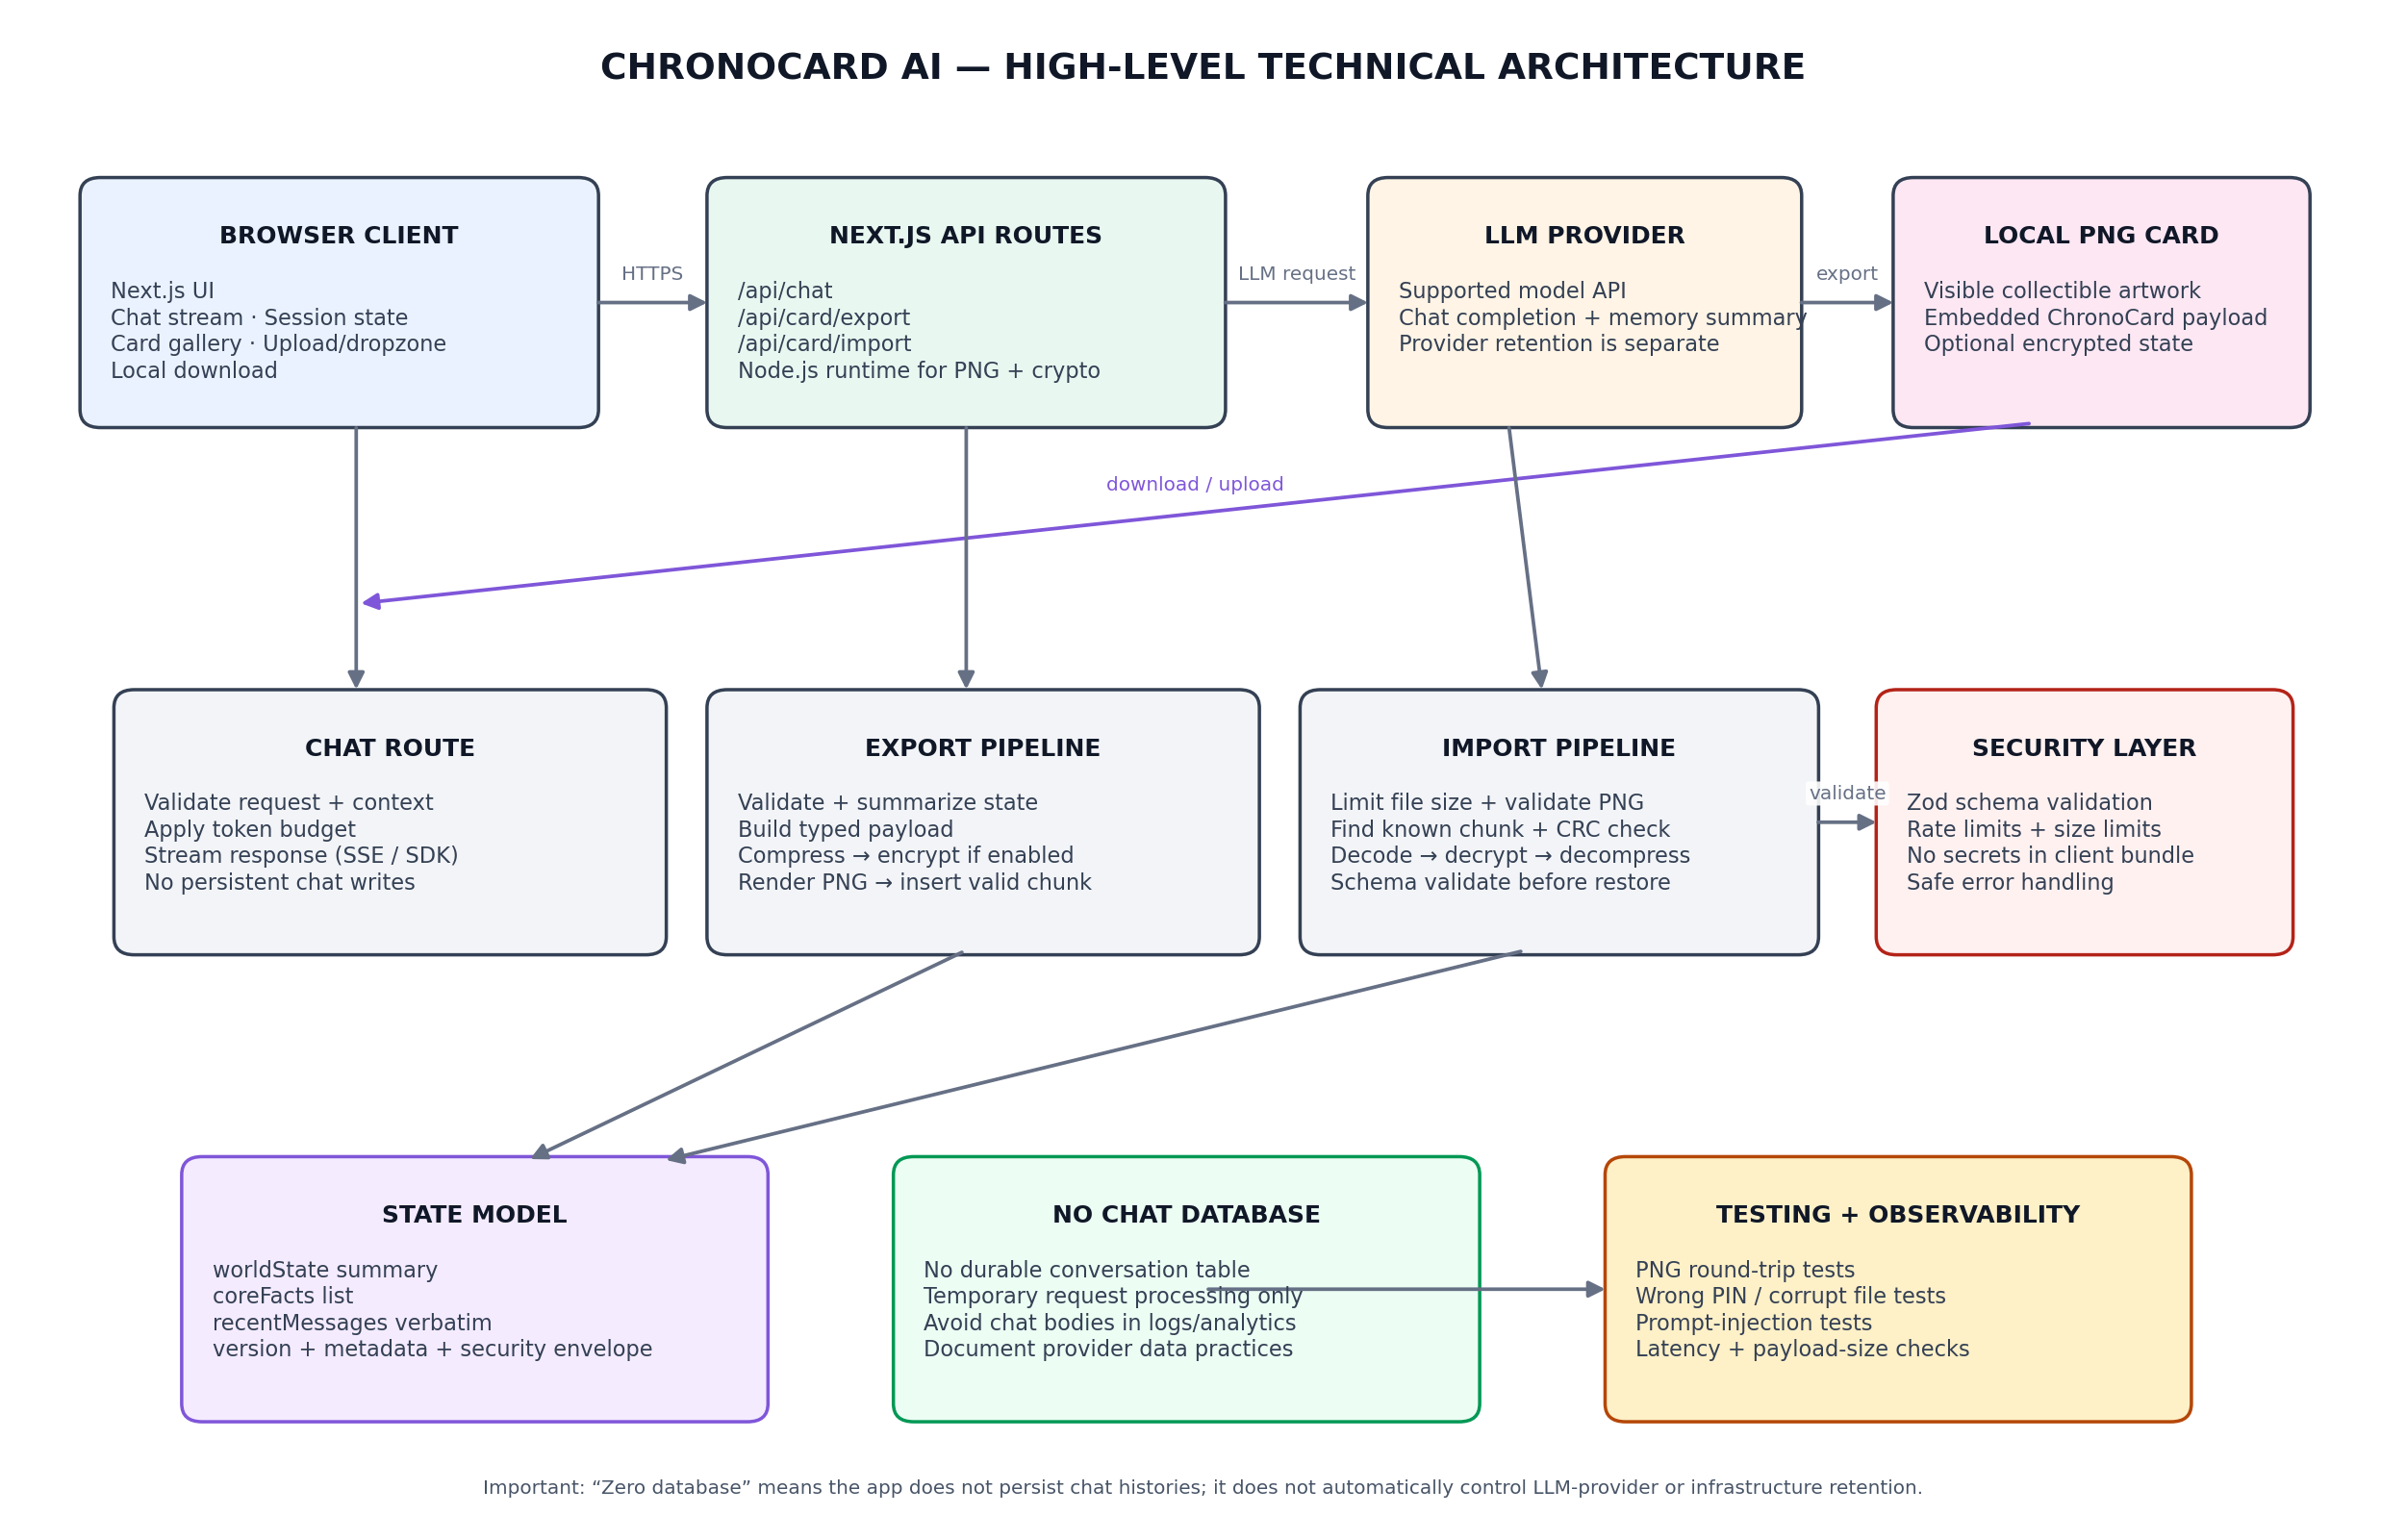 CHRONOCARD AI — HIGH-LEVEL TECHNICAL ARCHITECTURE
BROWSER CLIENT
Next.js UI
Chat stream · Session state
Card gallery · Upload/dropzone
Local download
HTTPS
NEXT.JS API ROUTES
/api/chat
/api/card/export
/api/card/import
Node.js runtime for PNG + crypto
LLM request
LLM PROVIDER
Supported model API
Chat completion + memory summary
Provider retention is separate
export
LOCAL PNG CARD
Visible collectible artwork
Embedded ChronoCard payload
Optional encrypted state
download / upload
CHAT ROUTE
Validate request + context
Apply token budget
Stream response (SSE / SDK)
No persistent chat writes
EXPORT PIPELINE
Validate + summarize state
Build typed payload
Compress → encrypt if enabled
Render PNG → insert valid chunk
IMPORT PIPELINE
Limit file size + validate PNG
Find known chunk + CRC check
Decode → decrypt → decompress
Schema validate before restore
validate
SECURITY LAYER
Zod schema validation
Rate limits + size limits
No secrets in client bundle
Safe error handling
STATE MODEL
worldState summary
coreFacts list
recentMessages verbatim
version + metadata + security envelope
NO CHAT DATABASE
No durable conversation table
Temporary request processing only
Avoid chat bodies in logs/analytics
Document provider data practices
TESTING + OBSERVABILITY
PNG round-trip tests
Wrong PIN / corrupt file tests
Prompt-injection tests
Latency + payload-size checks
Important: “Zero database” means the app does not persist chat histories; it does not automatically control LLM-provider or infrastructure retention.